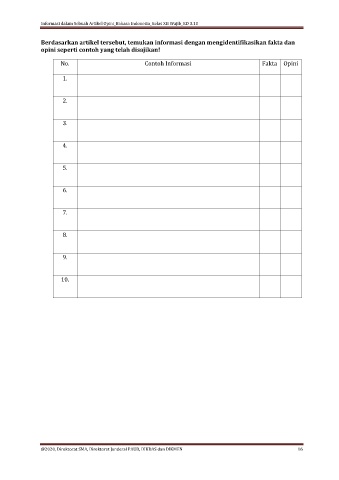 Informasi dalam Sebuah Artikel Opini_Bahasa Indonesia_Kelas XII Wajib_KD 3.10
Berdasarkan artikel tersebut, temukan informasi dengan mengidentifikasikan fakta dan
opini seperti contoh yang telah disajikan!
No. Contoh Informasi Fakta Opini
1.
2.
3.
4.
5.
6.
7.
8.
9.
10.
@2020, Direktorat SMA, Direktorat Jenderal PAUD, DIKDAS dan DIKMEN